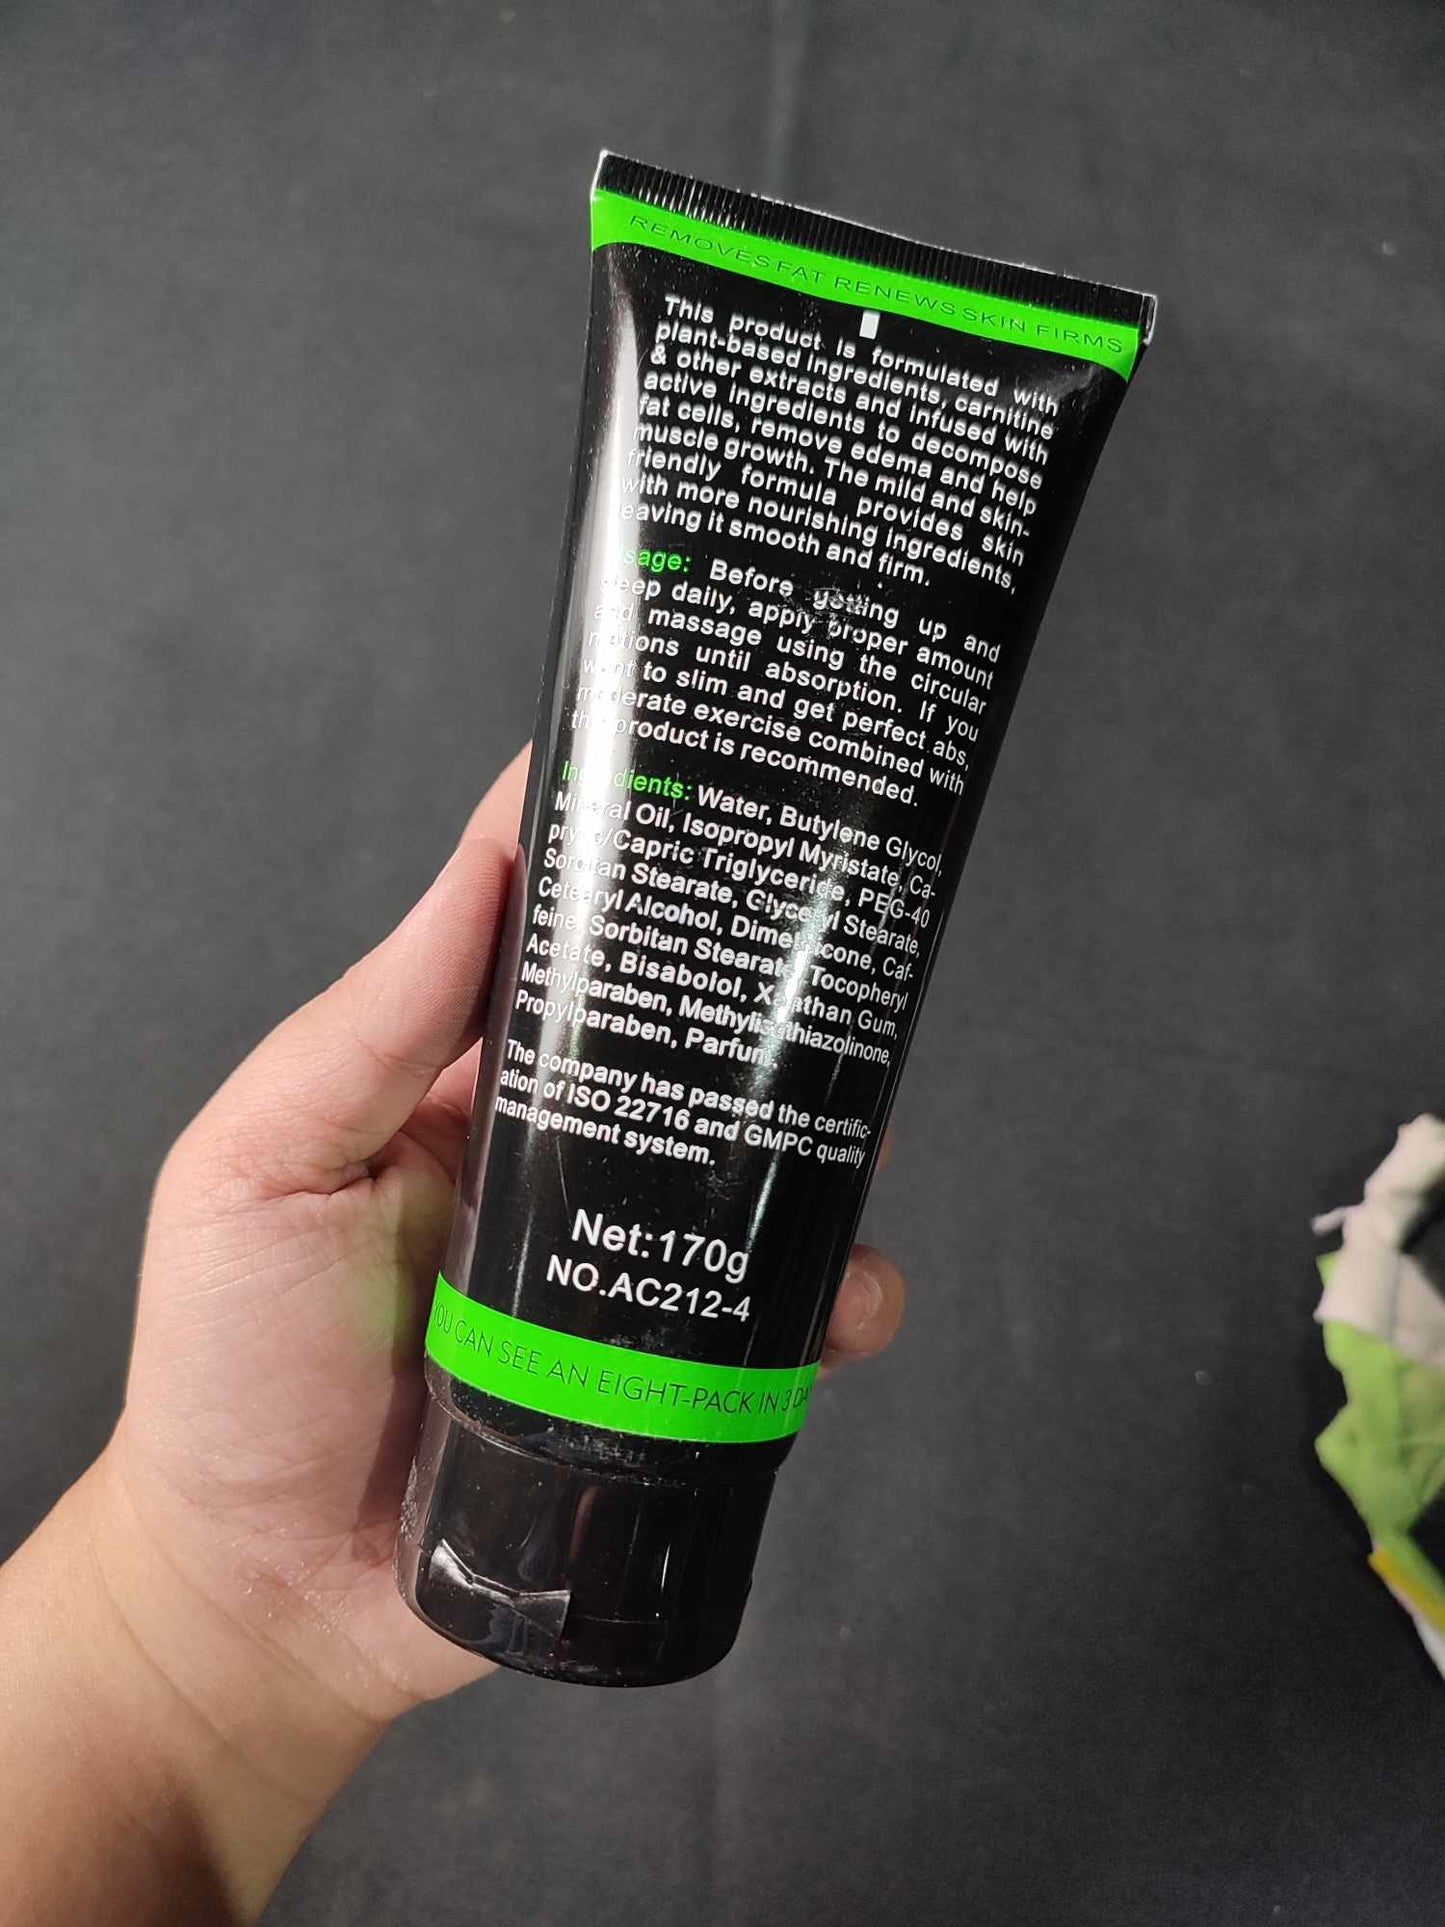 REMOVES FAT RENEWS SKIN FIRMS
This product is formulated with
plant-based ingredients, carnitine
& other extracts and infused with
active ingredients to decompose
fat cells, remove edema and help
muscle growth. The mild and skin-
friendly formula provides skin
with more nourishing ingredients,
leaving it smooth and firm.
Usage: Before getting up and
sleep daily, apply proper amount
and massage using the circular
motions until absorption. If you
want to slim and get perfect abs,
moderate exercise combined with
this product is recommended.
Ingredients: Water, Butylene Glycol,
Mineral Oil, Isopropyl Myristate, Ca-
prylic/Capric Triglyceride, PEG-40
Sorbitan Stearate, Glyceryl Stearate,
Cetearyl Alcohol, Dimethicone, Caf-
feine, Sorbitan Stearate, Tocopheryl
Acetate, Bisabolol, Xanthan Gum,
Methylparaben, Methylisothiazolinone,
Propylparaben, Parfum.
The company has passed the certific-
ation of ISO 22716 and GMPC quality
management system.
Net:170g
NO.AC212-4
YOU CAN SEE AN EIGHT-PACK IN 3 DA